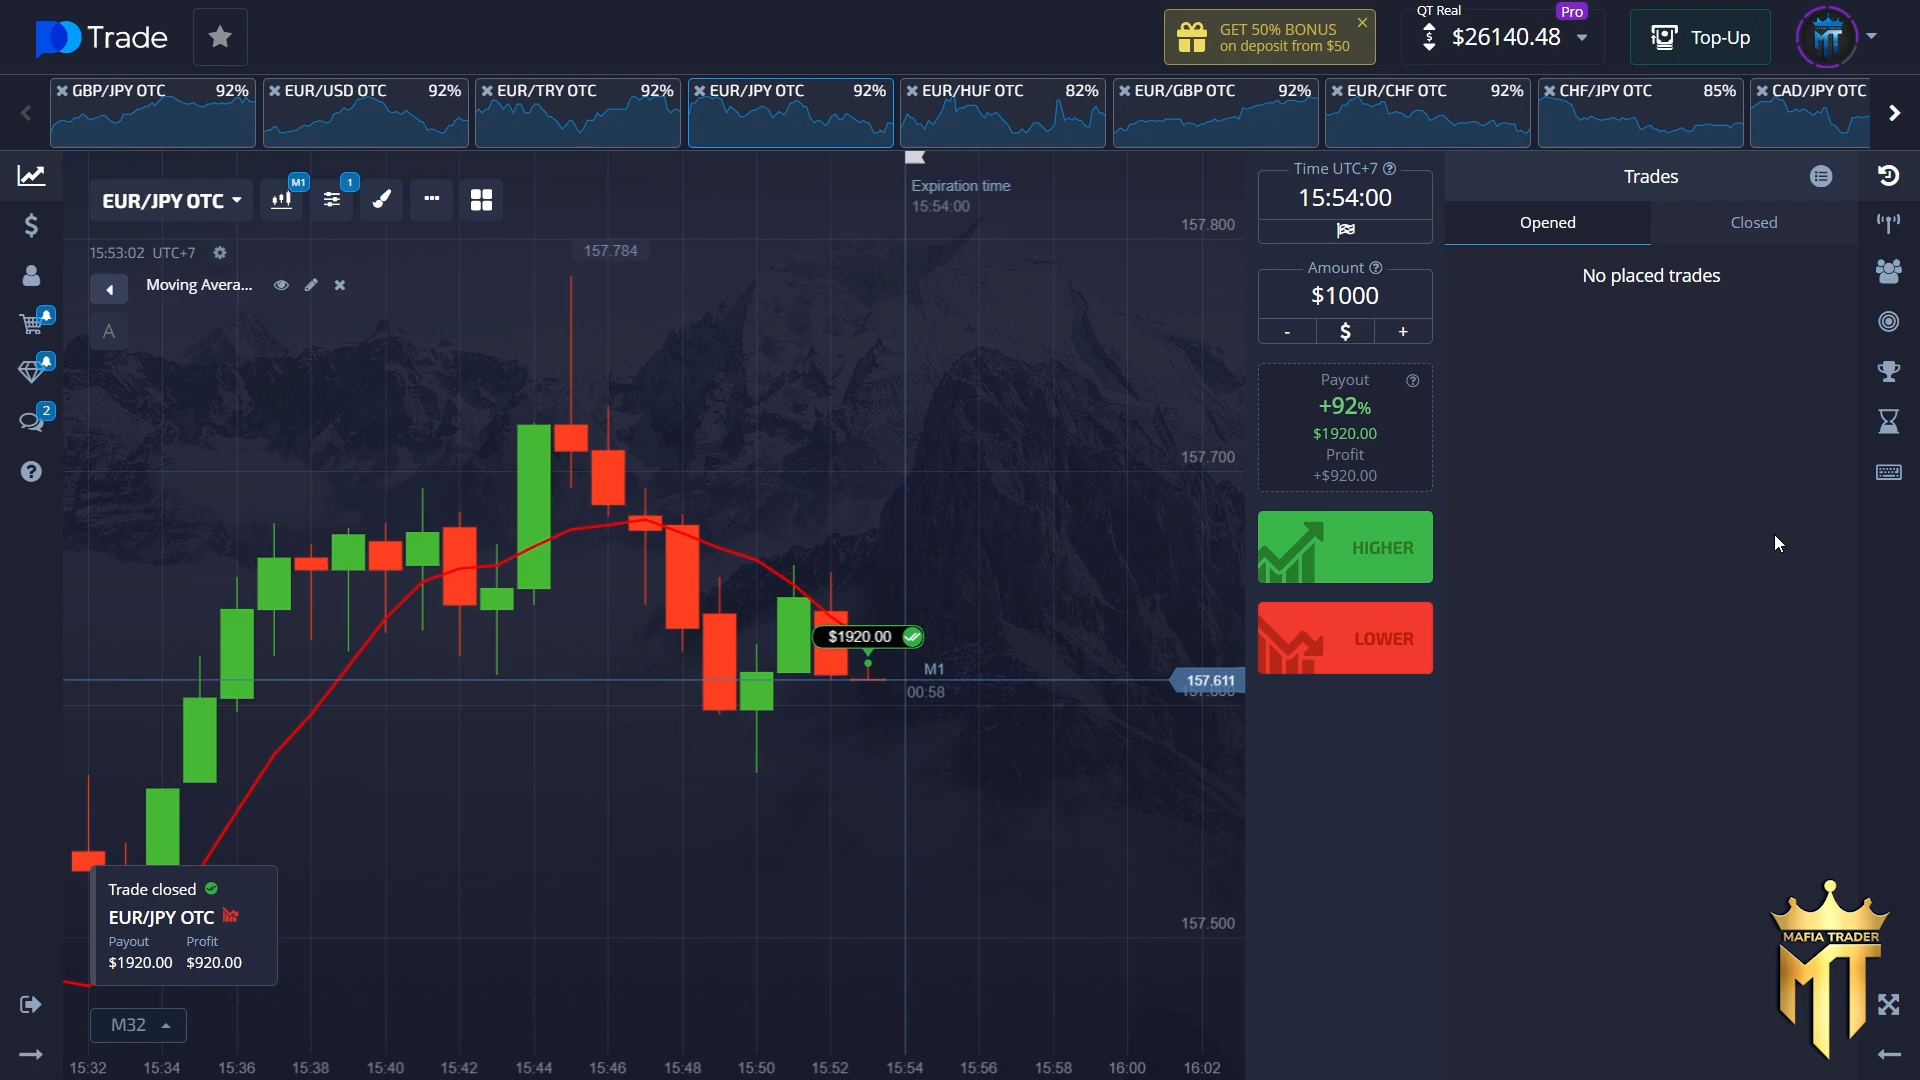 Trade
GET 50% BONUS
on deposit from $50
QT Real
Pro
$26140.48
Top-Up
MT
GBP/JPY OTC 92%
EUR/USD OTC 92%
EUR/TRY OTC 92%
EUR/JPY OTC 92%
EUR/HUF OTC 82%
EUR/GBP OTC 92%
EUR/CHF OTC 92%
CHF/JPY OTC 85%
CAD/JPY OTC
EUR/JPY OTC
M1
1
15:53:02 UTC+7
Moving Avera...
A
2
157.784
Expiration time
15:54:00
157.800
157.700
157.611
157.600
157.500
$1920.00
M1
00:58
Time UTC+7
15:54:00
Amount
$1000
- $ +
Payout
+92%
$1920.00
Profit
+$920.00
HIGHER
LOWER
Trades
Opened Closed
No placed trades
Trade closed
EUR/JPY OTC
Payout Profit
$1920.00 $920.00
M32
15:32 15:34 15:36 15:38 15:40 15:42 15:44 15:46 15:48 15:50 15:52 15:54 15:56 15:58 16:00 16:02
MAFIA TRADER
MT